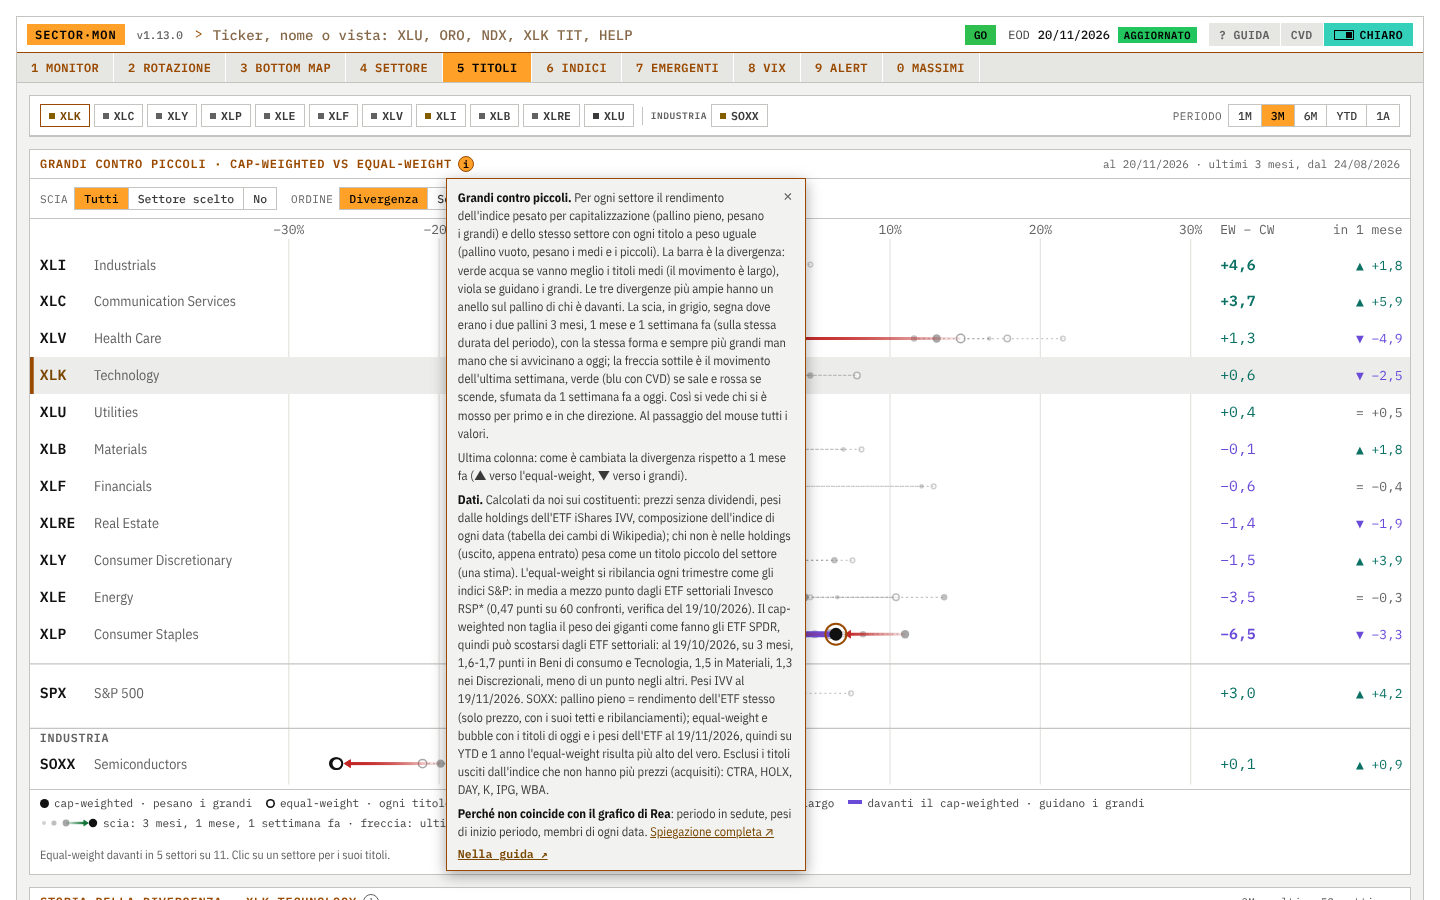 SECTOR·MON v1.13.0 > Ticker, nome o vista: XLU, ORO, NDX, XLK TIT, HELP GO EOD 20/11/2026 AGGIORNATO ? GUIDA CVD CHIARO
1 MONITOR 2 ROTAZIONE 3 BOTTOM MAP 4 SETTORE 5 TITOLI 6 INDICI 7 EMERGENTI 8 VIX 9 ALERT 0 MASSIMI
XLK XLC XLY XLP XLE XLF XLV XLI XLB XLRE XLU INDUSTRIA SOXX PERIODO 1M 3M 6M YTD 1A
GRANDI CONTRO PICCOLI · CAP-WEIGHTED VS EQUAL-WEIGHT i al 20/11/2026 · ultimi 3 mesi, dal 24/08/2026
SCIA Tutti Settore scelto No ORDINE Divergenza
−30% −20 10% 20% 30% EW − CW in 1 mese
XLI Industrials +4,6 ▲ +1,8
XLC Communication Services +3,7 ▲ +5,9
XLV Health Care +1,3 ▼ −4,9
XLK Technology +0,6 ▼ −2,5
XLU Utilities +0,4 = +0,5
XLB Materials −0,1 ▲ +1,8
XLF Financials −0,6 = −0,4
XLRE Real Estate −1,4 ▼ −1,9
XLY Consumer Discretionary −1,5 ▲ +3,9
XLE Energy −3,5 = −0,3
XLP Consumer Staples −6,5 ▼ −3,3
SPX S&P 500 +3,0 ▲ +4,2
INDUSTRIA
SOXX Semiconductors +0,1 ▲ +0,9
cap-weighted · pesano i grandi equal-weight · ogni titol argo davanti il cap-weighted · guidano i grandi
scia: 3 mesi, 1 mese, 1 settimana fa · freccia: ulti
Equal-weight davanti in 5 settori su 11. Clic su un settore per i suoi titoli.
Grandi contro piccoli. Per ogni settore il rendimento ×
dell'indice pesato per capitalizzazione (pallino pieno, pesano
i grandi) e dello stesso settore con ogni titolo a peso uguale
(pallino vuoto, pesano i medi e i piccoli). La barra è la divergenza:
verde acqua se vanno meglio i titoli medi (il movimento è largo),
viola se guidano i grandi. Le tre divergenze più ampie hanno un
anello sul pallino di chi è davanti. La scia, in grigio, segna dove
erano i due pallini 3 mesi, 1 mese e 1 settimana fa (sulla stessa
durata del periodo), con la stessa forma e sempre più grandi man
mano che si avvicinano a oggi; la freccia sottile è il movimento
dell'ultima settimana, verde (blu con CVD) se sale e rossa se
scende, sfumata da 1 settimana fa a oggi. Così si vede chi si è
mosso per primo e in che direzione. Al passaggio del mouse tutti i
valori.
Ultima colonna: come è cambiata la divergenza rispetto a 1 mese
fa (▲ verso l'equal-weight, ▼ verso i grandi).
Dati. Calcolati da noi sui costituenti: prezzi senza dividendi, pesi
dalle holdings dell'ETF iShares IVV, composizione dell'indice di
ogni data (tabella dei cambi di Wikipedia); chi non è nelle holdings
(uscito, appena entrato) pesa come un titolo piccolo del settore
(una stima). L'equal-weight si ribilancia ogni trimestre come gli
indici S&P: in media a mezzo punto dagli ETF settoriali Invesco
RSP* (0,47 punti su 60 confronti, verifica del 19/10/2026). Il cap-
weighted non taglia il peso dei giganti come fanno gli ETF SPDR,
quindi può scostarsi dagli ETF settoriali: al 19/10/2026, su 3 mesi,
1,6-1,7 punti in Beni di consumo e Tecnologia, 1,5 in Materiali, 1,3
nei Discrezionali, meno di un punto negli altri. Pesi IVV al
19/11/2026. SOXX: pallino pieno = rendimento dell'ETF stesso
(solo prezzo, con i suoi tetti e ribilanciamenti); equal-weight e
bubble con i titoli di oggi e i pesi dell'ETF al 19/11/2026, quindi su
YTD e 1 anno l'equal-weight risulta più alto del vero. Esclusi i titoli
usciti dall'indice che non hanno più prezzi (acquisiti): CTRA, HOLX,
DAY, K, IPG, WBA.
Perché non coincide con il grafico di Rea: periodo in sedute, pesi
di inizio periodo, membri di ogni data. Spiegazione completa ↗
Nella guida ↗